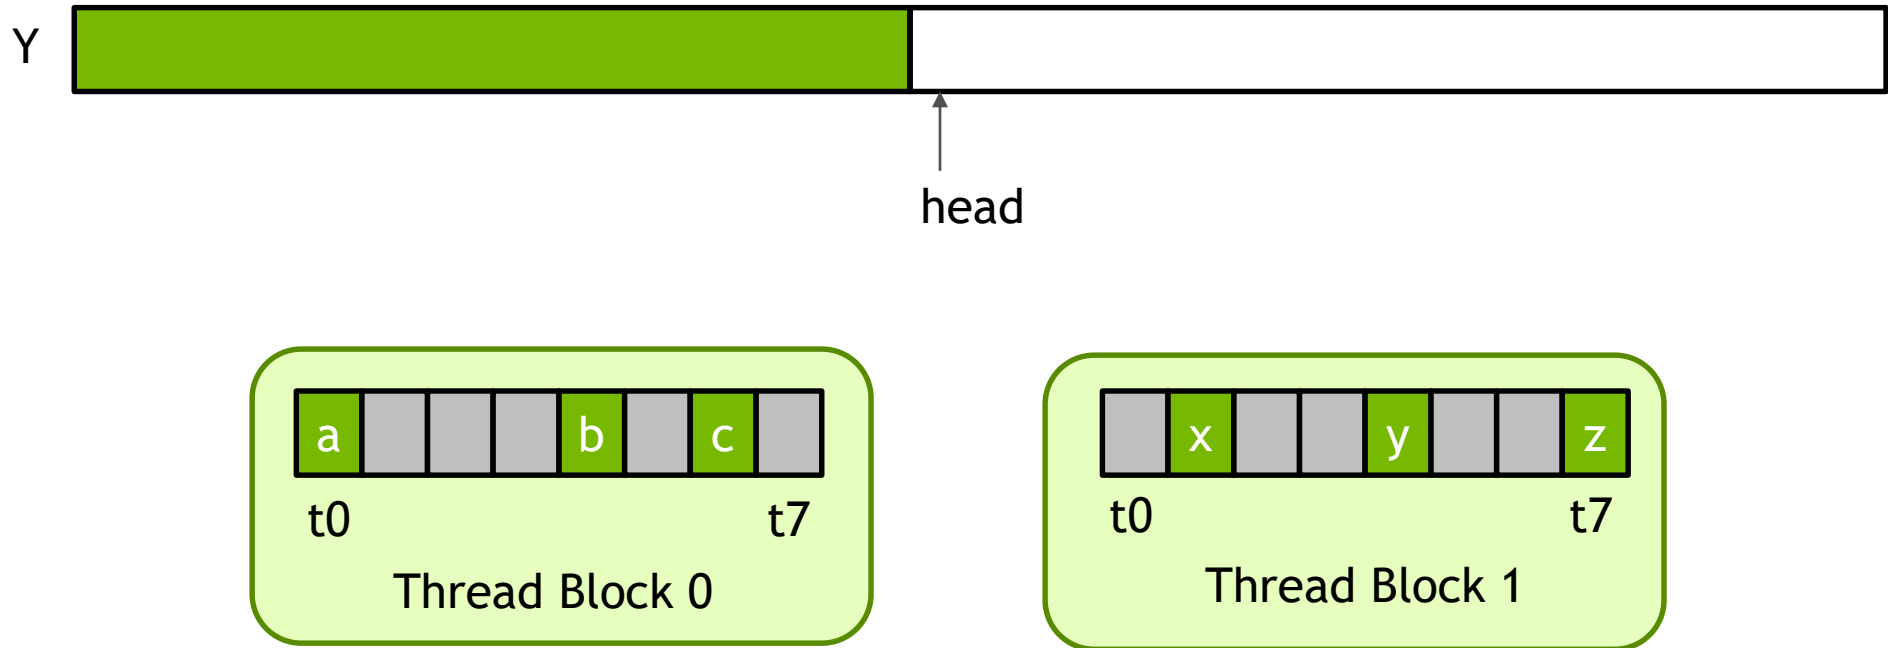 Y
head
a b c
t0 t7
Thread Block 0
x y z
t0 t7
Thread Block 1